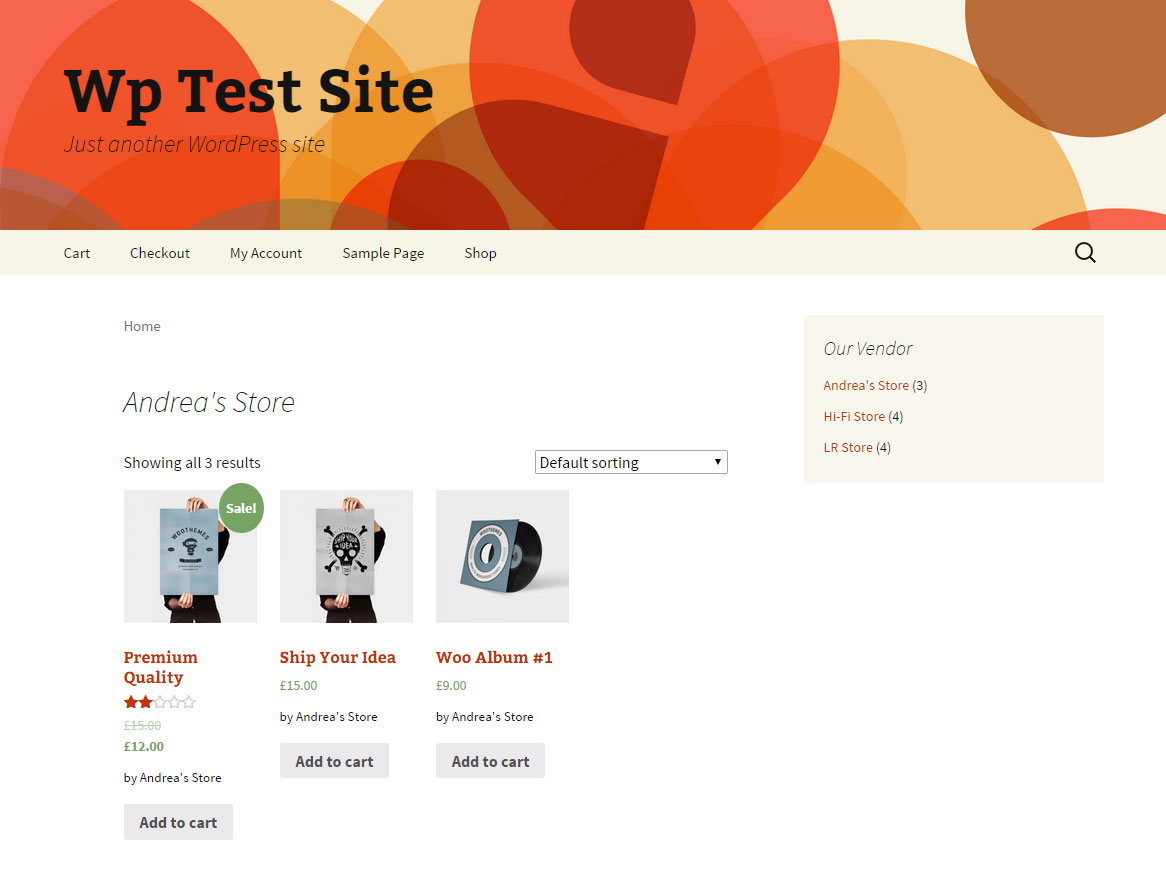 Wp Test Site
Just another WordPress site
Cart Checkout My Account Sample Page Shop
Home
Andrea's Store
Showing all 3 results
Default sorting
Sale!
WOOTHEMES
SHIP YOUR
IDEA
WOOTHEMES
Premium
Quality
£15.00
£12.00
by Andrea's Store
Add to cart
Ship Your Idea
£15.00
by Andrea's Store
Add to cart
Woo Album #1
£9.00
by Andrea's Store
Add to cart
Our Vendor
Andrea's Store (3)
Hi-Fi Store (4)
LR Store (4)